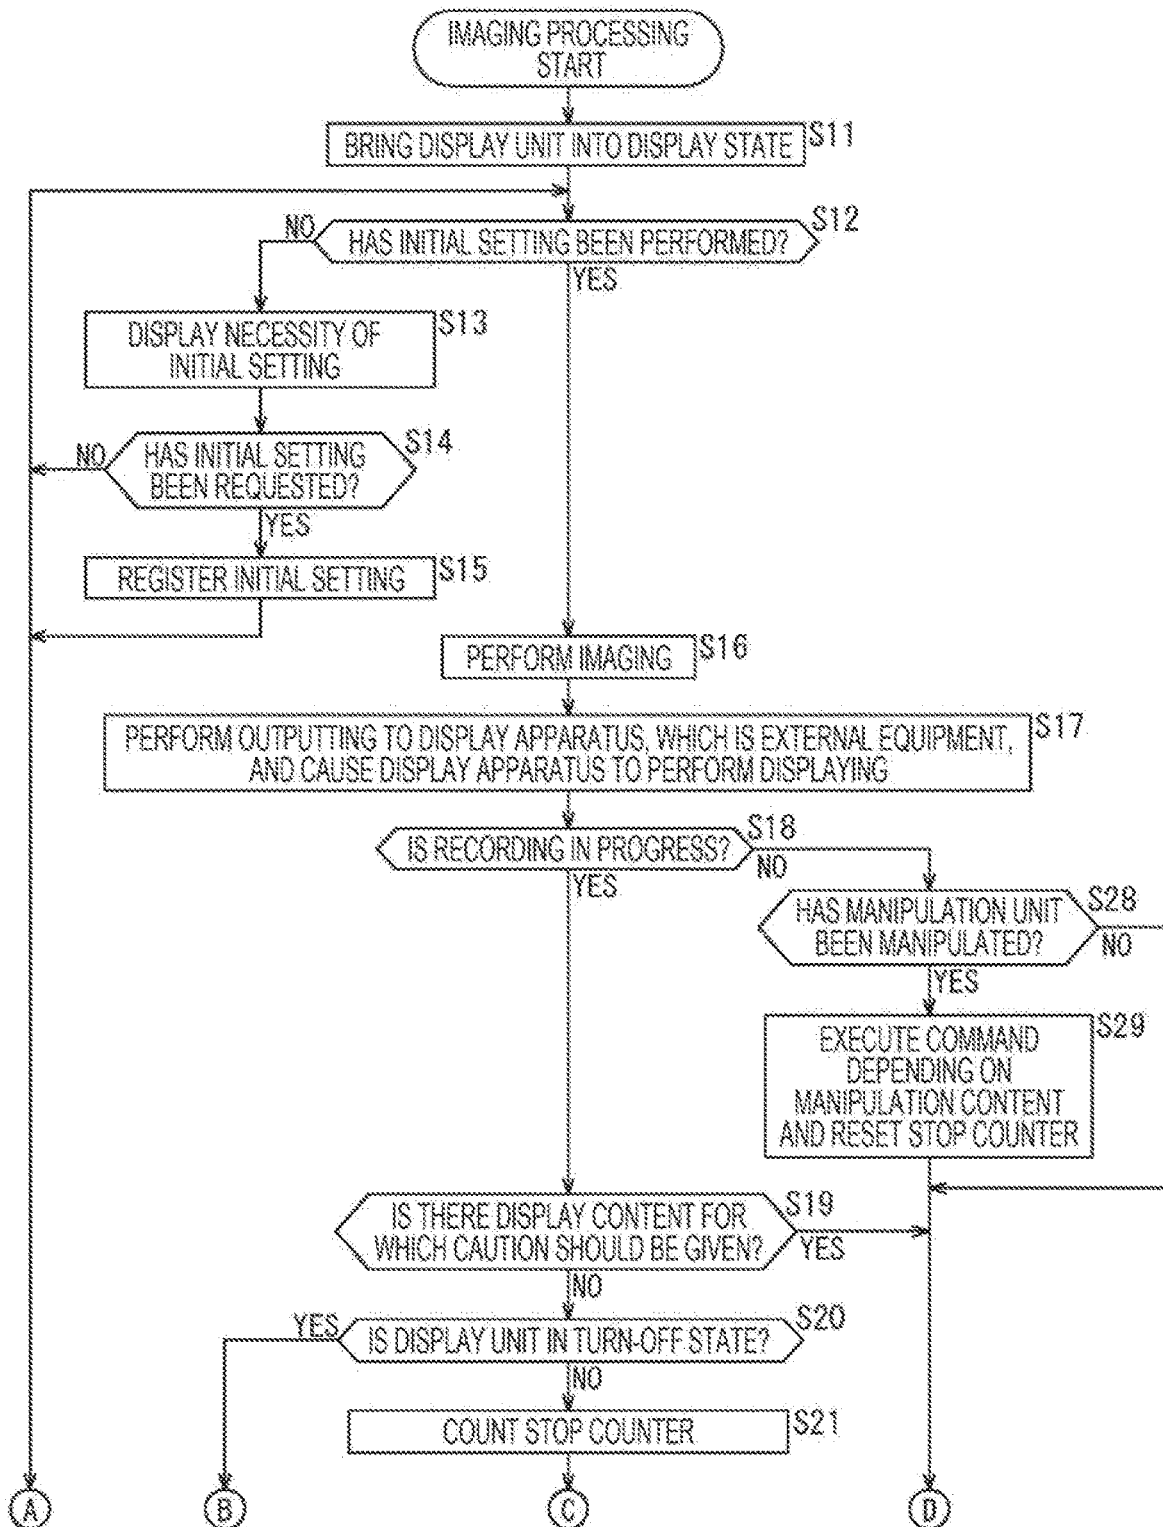 IMAGING PROCESSING
START
BRING DISPLAY UNIT INTO DISPLAY STATE
S11
HAS INITIAL SETTING BEEN PERFORMED?
S12
NO
YES
DISPLAY NECESSITY OF
INITIAL SETTING
S13
HAS INITIAL SETTING
BEEN REQUESTED?
S14
NO
YES
REGISTER INITIAL SETTING
S15
PERFORM IMAGING
S16
PERFORM OUTPUTTING TO DISPLAY APPARATUS, WHICH IS EXTERNAL EQUIPMENT,
AND CAUSE DISPLAY APPARATUS TO PERFORM DISPLAYING
S17
IS RECORDING IN PROGRESS?
S18
NO
YES
HAS MANIPULATION UNIT
BEEN MANIPULATED?
S28
NO
YES
EXECUTE COMMAND
DEPENDING ON
MANIPULATION CONTENT
AND RESET STOP COUNTER
S29
IS THERE DISPLAY CONTENT FOR
WHICH CAUTION SHOULD BE GIVEN?
S19
YES
NO
IS DISPLAY UNIT IN TURN-OFF STATE?
S20
YES
NO
COUNT STOP COUNTER
S21
A
B
C
D